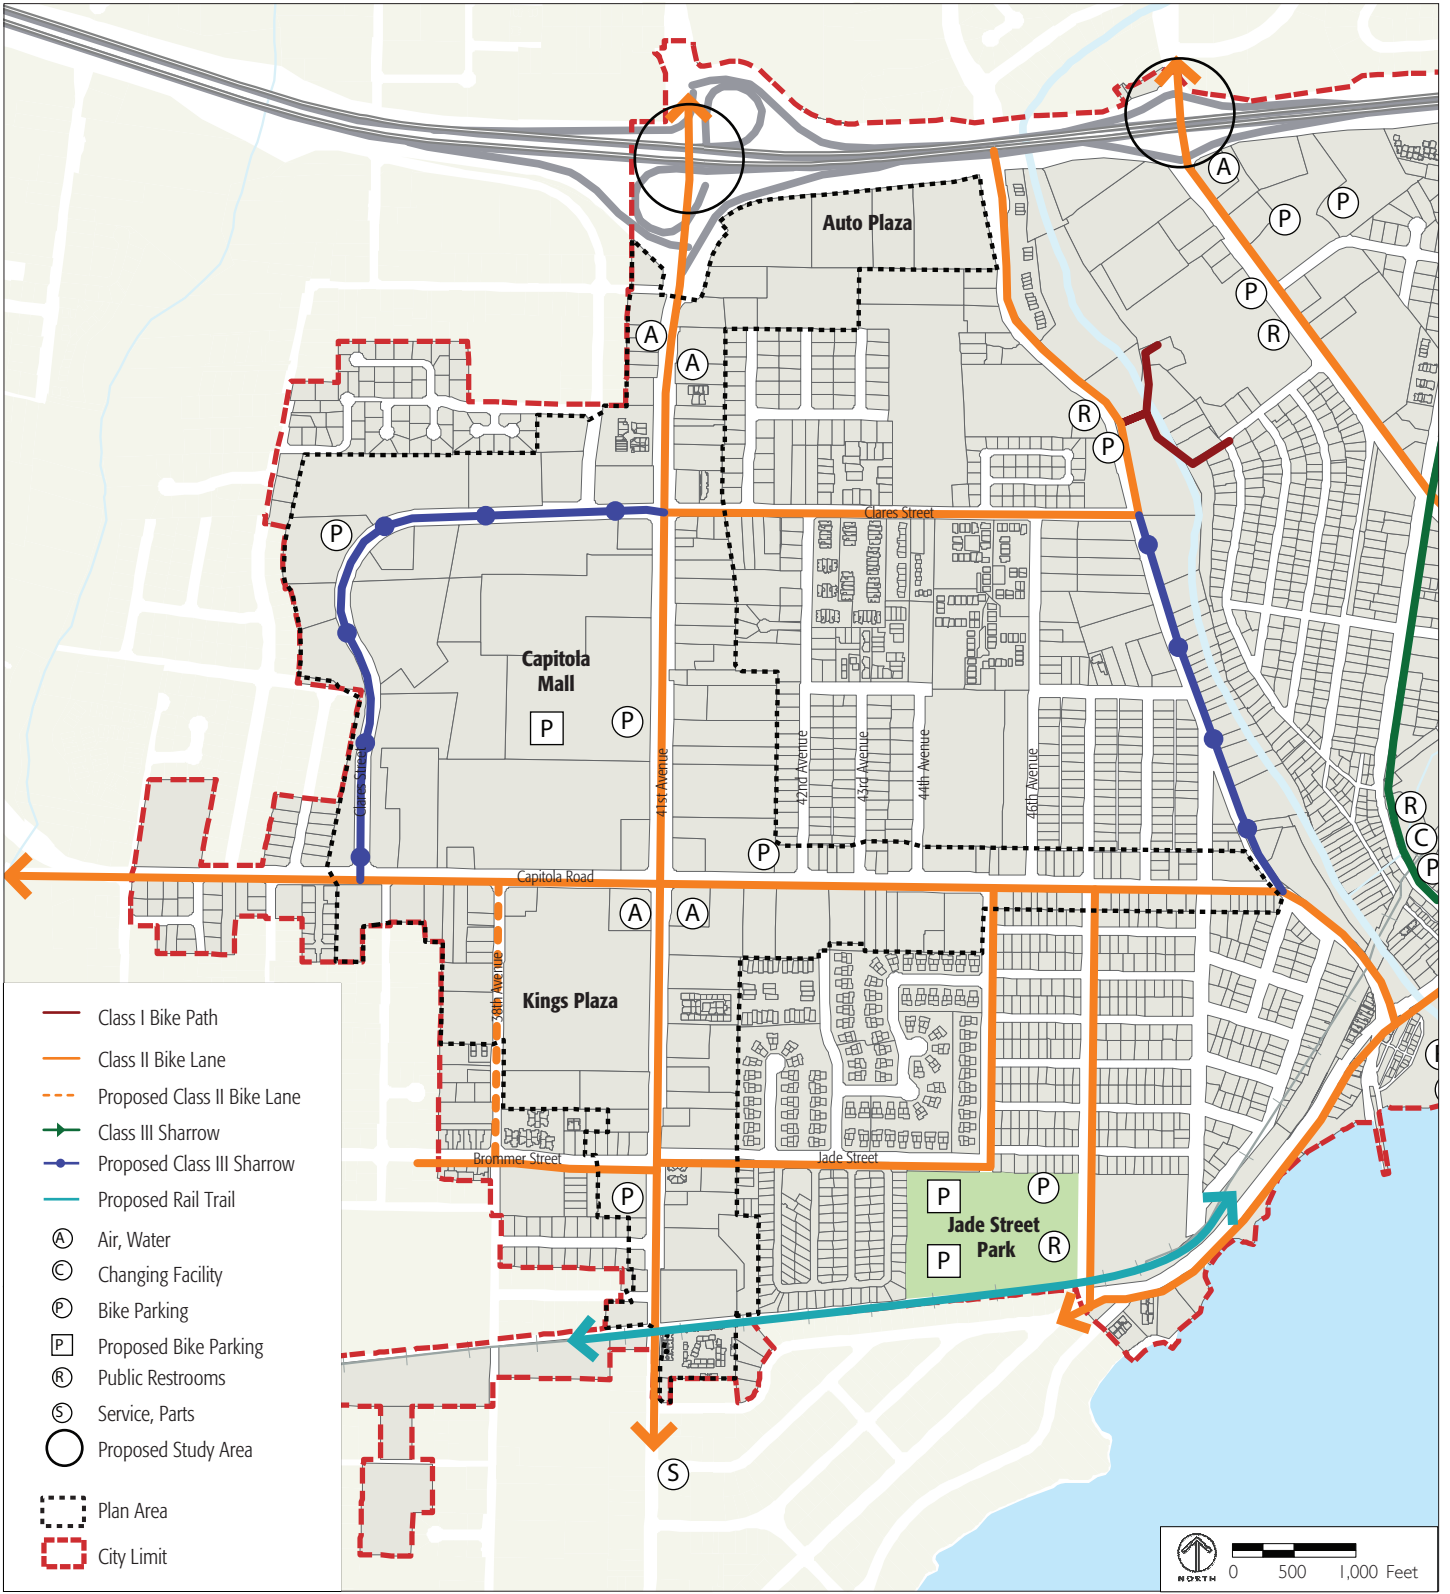 Auto Plaza
A
P
P
P
R
A
A
R
P
Clares Street
P
Capitola
Mall
P
P
Clares Street
41st Avenue
42nd Avenue
43rd Avenue
44th Avenue
46th Avenue
R
C
P
P
Capitola Road
A
A
38th Avenue
Kings Plaza
Brommer Street
Jade Street
P
P
P
Jade Street
Park
P
R
S
Class I Bike Path
Class II Bike Lane
Proposed Class II Bike Lane
Class III Sharrow
Proposed Class III Sharrow
Proposed Rail Trail
A Air, Water
C Changing Facility
P Bike Parking
P Proposed Bike Parking
R Public Restrooms
S Service, Parts
Proposed Study Area
Plan Area
City Limit
NORTH
0 500 1,000 Feet